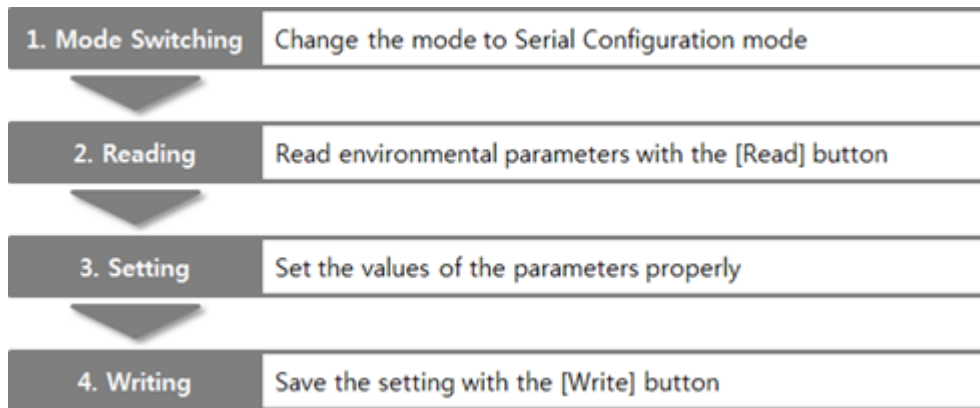 1. Mode Switching Change the mode to Serial Configuration mode
2. Reading Read environmental parameters with the [Read] button
3. Setting Set the values of the parameters properly
4. Writing Save the setting with the [Write] button